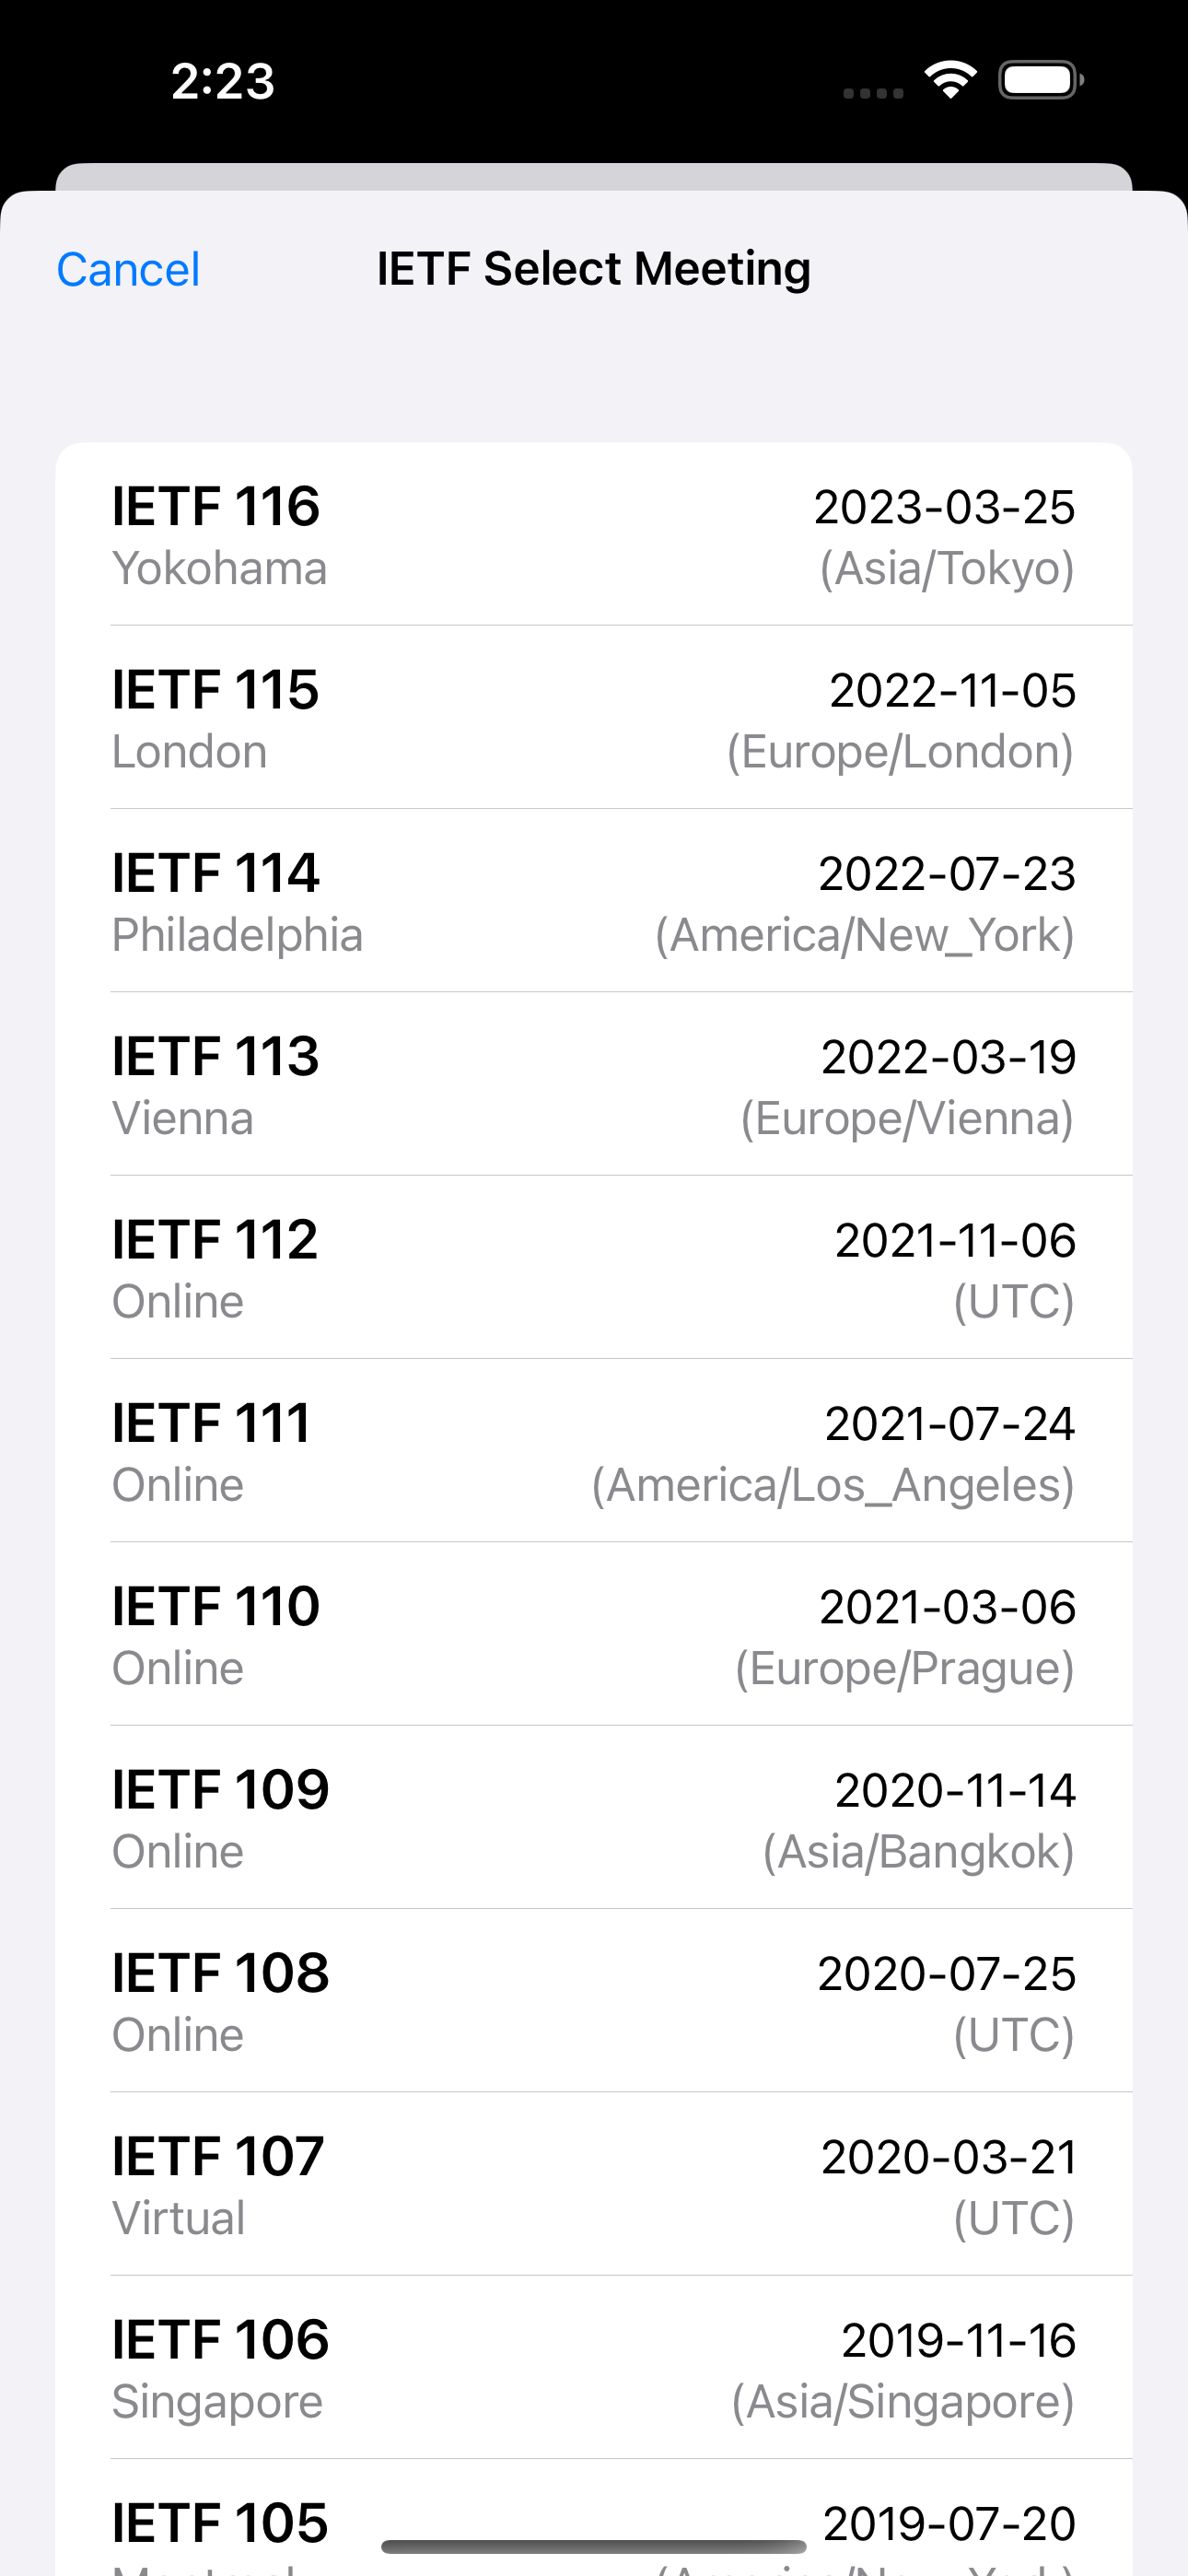 2:23
Cancel IETF Select Meeting
IETF 116 2023-03-25
Yokohama (Asia/Tokyo)
IETF 115 2022-11-05
London (Europe/London)
IETF 114 2022-07-23
Philadelphia (America/New_York)
IETF 113 2022-03-19
Vienna (Europe/Vienna)
IETF 112 2021-11-06
Online (UTC)
IETF 111 2021-07-24
Online (America/Los_Angeles)
IETF 110 2021-03-06
Online (Europe/Prague)
IETF 109 2020-11-14
Online (Asia/Bangkok)
IETF 108 2020-07-25
Online (UTC)
IETF 107 2020-03-21
Virtual (UTC)
IETF 106 2019-11-16
Singapore (Asia/Singapore)
IETF 105 2019-07-20